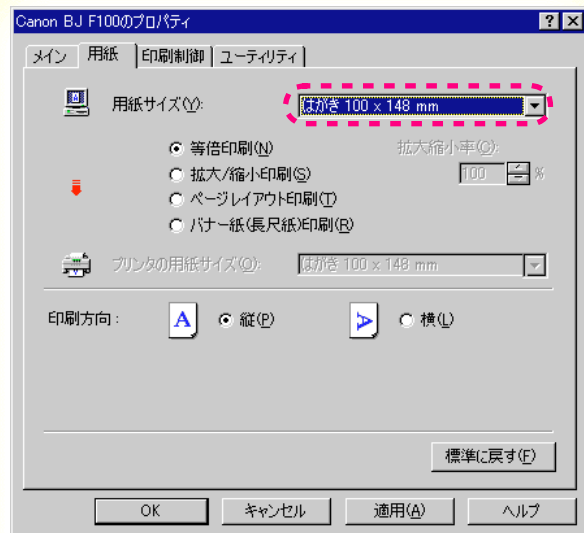 Canon BJ F100のプロパティ
メイン 用紙 印刷制御 ユーティリティ
用紙サイズ(Y): はがき 100 x 148 mm
等倍印刷(N) 拡大縮小率(C):
拡大/縮小印刷(S) 100 %
ページレイアウト印刷(T)
バナー紙(長尺紙)印刷(R)
プリンタの用紙サイズ(O): はがき 100 x 148 mm
印刷方向: A 縦(P) A 横(L)
標準に戻す(F)
OK キャンセル 適用(A) ヘルプ